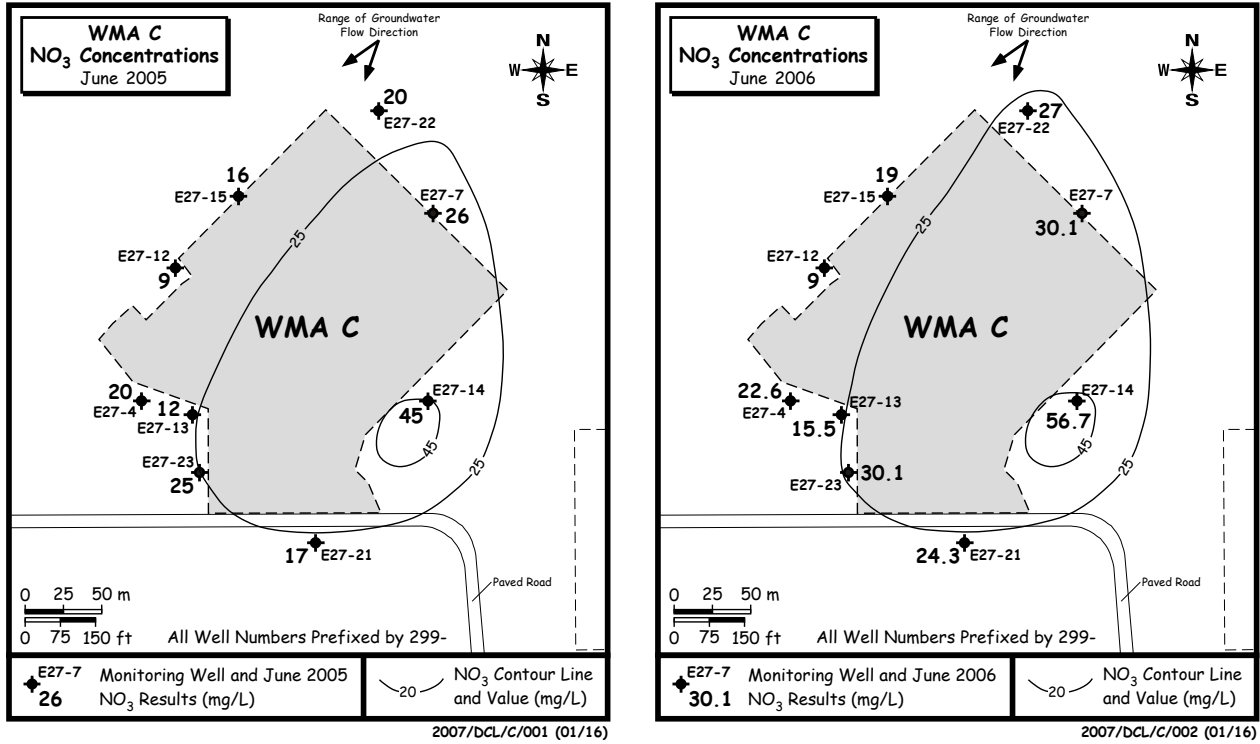 WMA C
NO3 Concentrations
June 2005
Range of Groundwater
Flow Direction
N
W E
S
20
E27-22
16
E27-15
E27-7
26
25
E27-12
9
WMA C
20
E27-4
12
E27-13
E27-14
45
45
E27-23
25
25
17 E27-21
Paved Road
0 25 50 m
0 75 150 ft
All Well Numbers Prefixed by 299-
E27-7
26
Monitoring Well and June 2005
NO3 Results (mg/L)
20
NO3 Contour Line
and Value (mg/L)
2007/DCL/C/001 (01/16)
WMA C
NO3 Concentrations
June 2006
Range of Groundwater
Flow Direction
N
W E
S
27
E27-22
19
E27-15
E27-7
30.1
25
E27-12
9
WMA C
22.6
E27-4
E27-13
15.5
E27-14
56.7
45
E27-23
30.1
25
24.3 E27-21
Paved Road
0 25 50 m
0 75 150 ft
All Well Numbers Prefixed by 299-
E27-7
30.1
Monitoring Well and June 2006
NO3 Results (mg/L)
20
NO3 Contour Line
and Value (mg/L)
2007/DCL/C/002 (01/16)